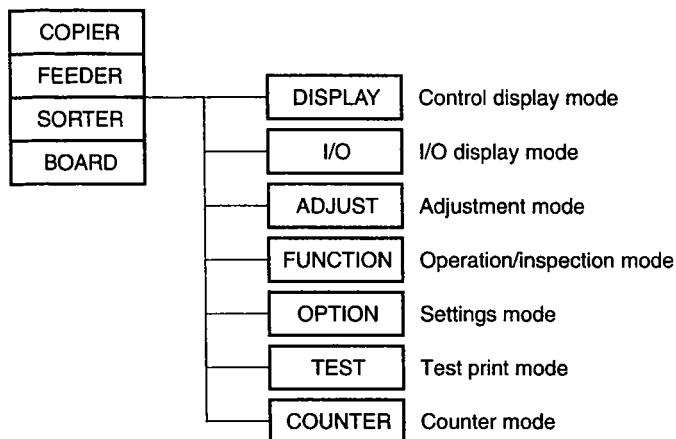 COPIER
FEEDER
SORTER
BOARD
DISPLAY Control display mode
I/O I/O display mode
ADJUST Adjustment mode
FUNCTION Operation/inspection mode
OPTION Settings mode
TEST Test print mode
COUNTER Counter mode